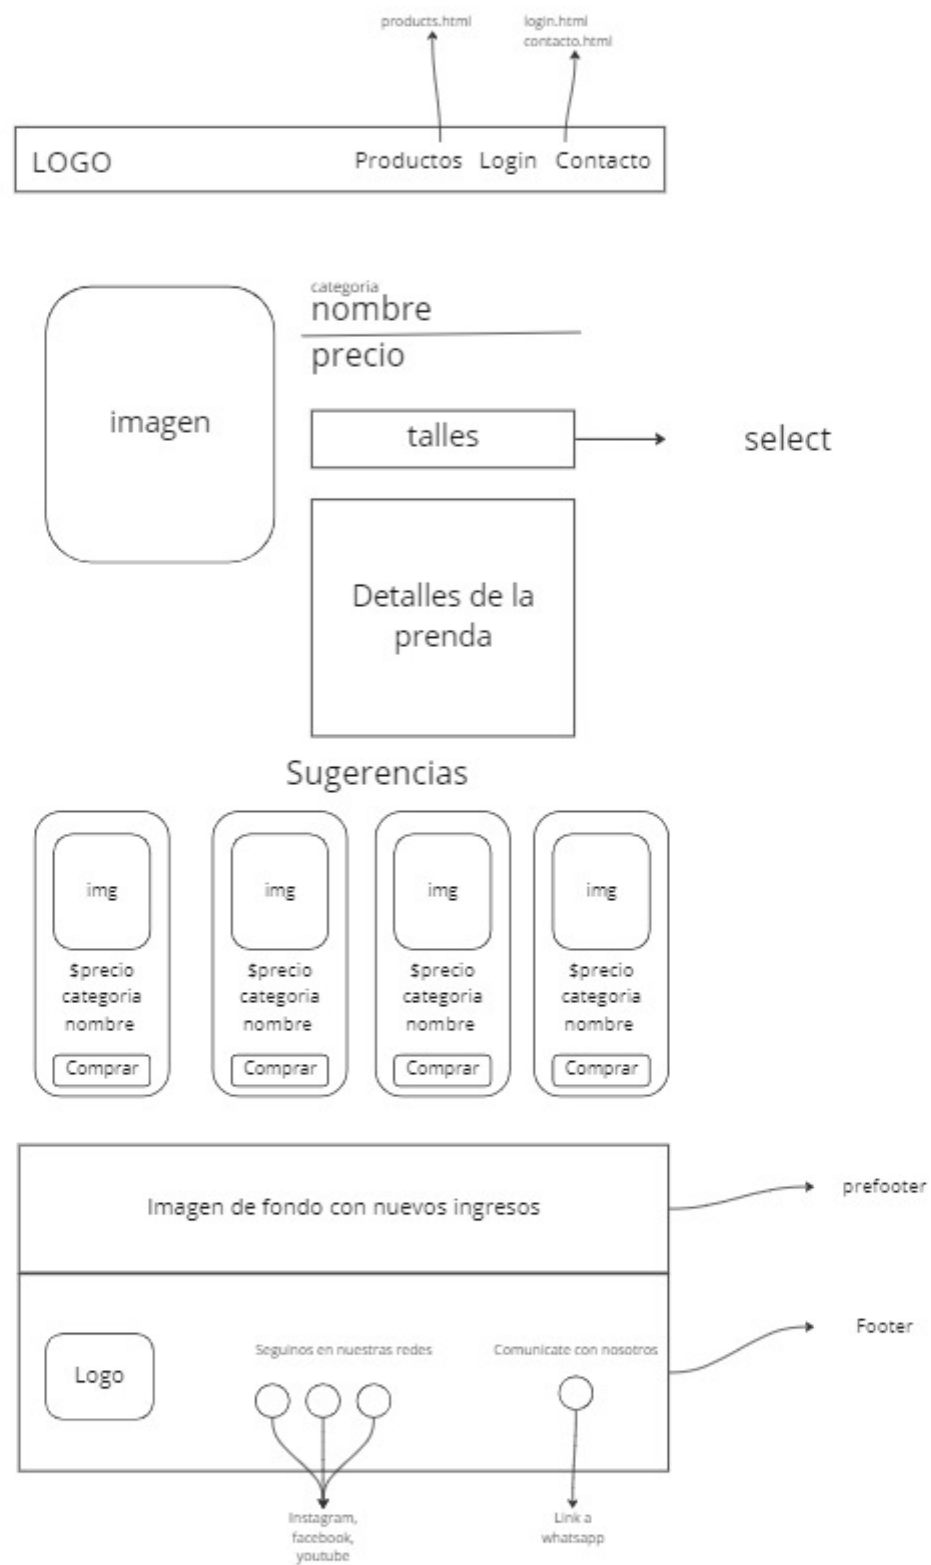 products.html
login.html
contacto.html
LOGO
Productos Login Contacto
categoria
nombre
precio
imagen
talles
select
Detalles de la
prenda
Sugerencias
img
$precio
categoria
nombre
Comprar
img
$precio
categoria
nombre
Comprar
img
$precio
categoria
nombre
Comprar
img
$precio
categoria
nombre
Comprar
Imagen de fondo con nuevos ingresos
prefooter
Footer
Logo
Seguinos en nuestras redes
Comunicate con nosotros
Instagram,
facebook,
youtube
Link a
whatsapp